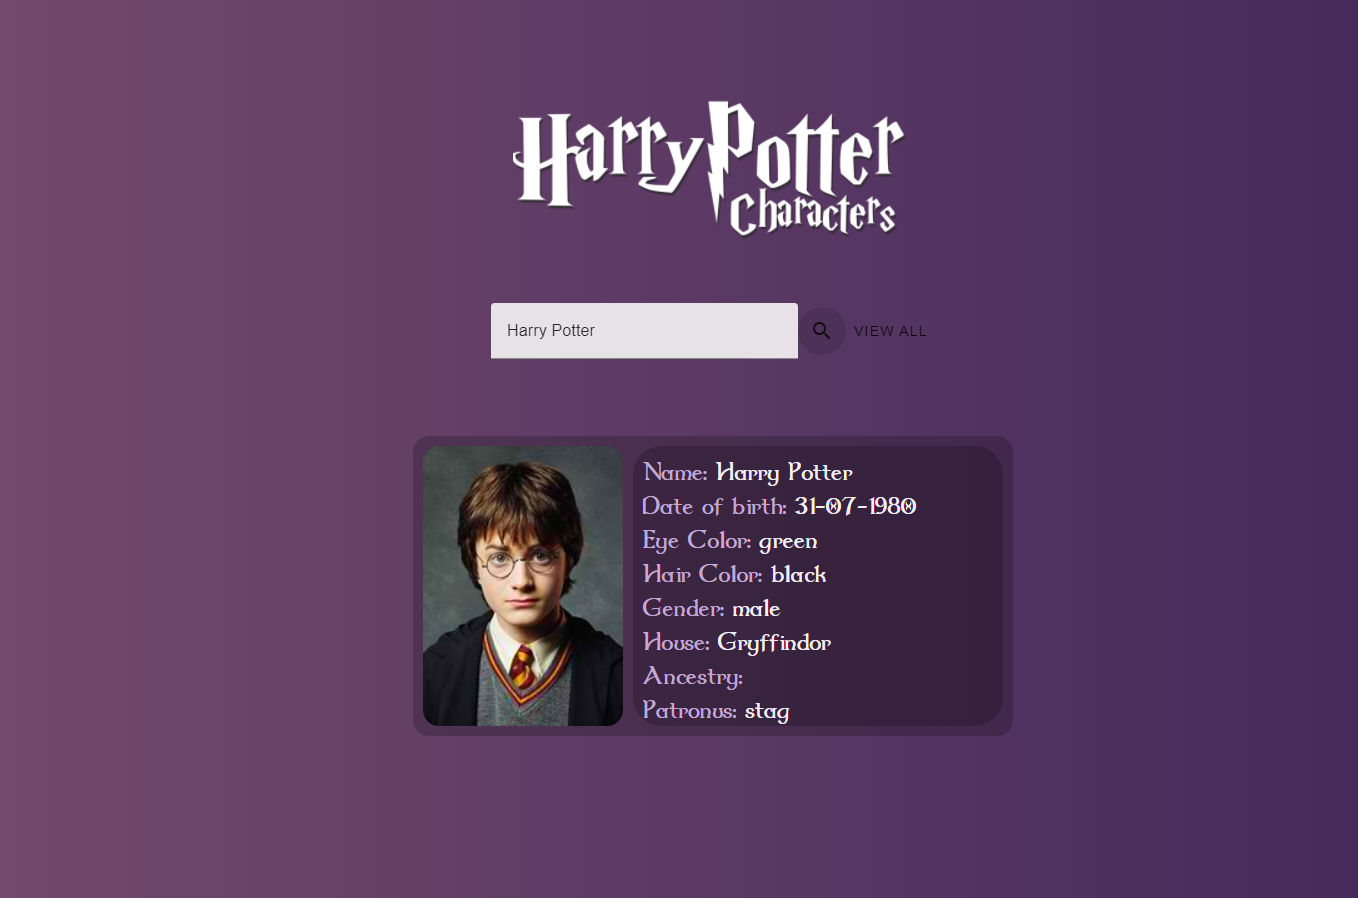 Harry Potter
Characters
Harry Potter
VIEW ALL
Name: Harry Potter
Date of birth: 31-07-1980
Eye Color: green
Hair Color: black
Gender: male
House: Gryffindor
Ancestry:
Patronus: stag